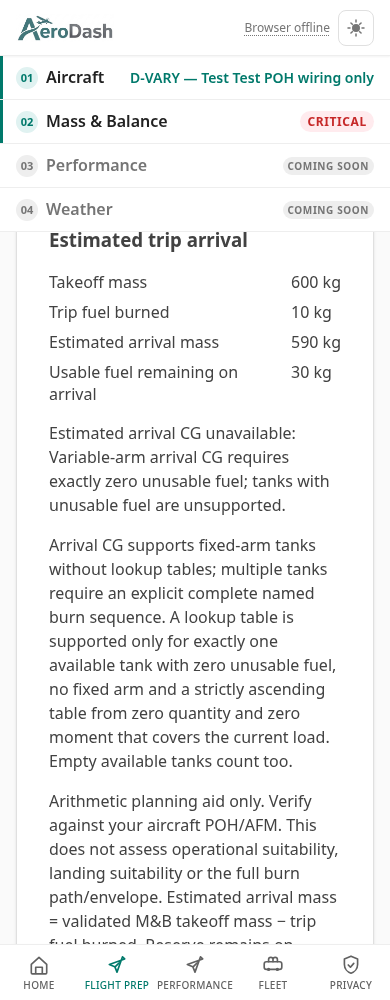 AeroDash
Browser offline
01 Aircraft D-VARY — Test Test POH wiring only
02 Mass & Balance CRITICAL
03 Performance COMING SOON
04 Weather COMING SOON
Estimated trip arrival
Takeoff mass 600 kg
Trip fuel burned 10 kg
Estimated arrival mass 590 kg
Usable fuel remaining on 30 kg
arrival
Estimated arrival CG unavailable:
Variable-arm arrival CG requires
exactly zero unusable fuel; tanks with
unusable fuel are unsupported.
Arrival CG supports fixed-arm tanks
without lookup tables; multiple tanks
require an explicit complete named
burn sequence. A lookup table is
supported only for exactly one
available tank with zero unusable fuel,
no fixed arm and a strictly ascending
table from zero quantity and zero
moment that covers the current load.
Empty available tanks count too.
Arithmetic planning aid only. Verify
against your aircraft POH/AFM. This
does not assess operational suitability,
landing suitability or the full burn
path/envelope. Estimated arrival mass
= validated M&B takeoff mass − trip
fuel burned. Reserve remains on
HOME FLIGHT PREP PERFORMANCE FLEET PRIVACY